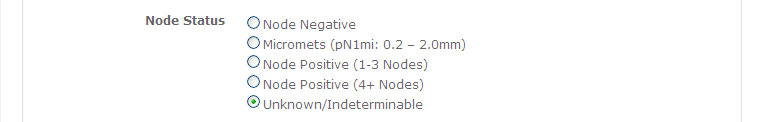 Node Status
Node Negative
Micromets (pN1mi: 0.2 – 2.0mm)
Node Positive (1-3 Nodes)
Node Positive (4+ Nodes)
Unknown/Indeterminable